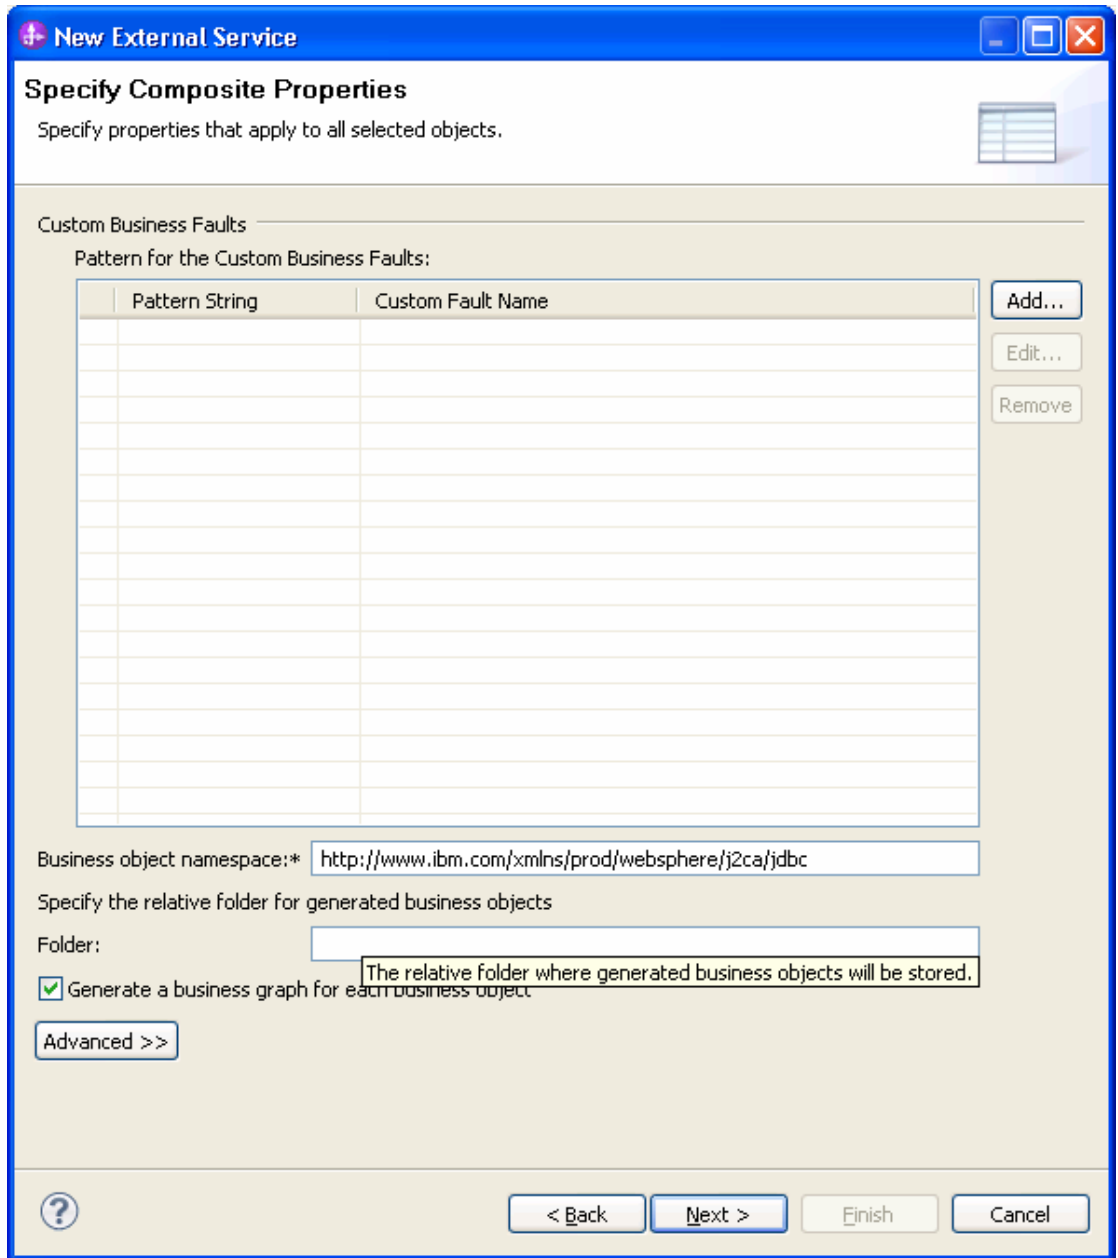 New External Service
Specify Composite Properties
Specify properties that apply to all selected objects.
Custom Business Faults
Pattern for the Custom Business Faults:
Pattern String Custom Fault Name
Add...
Edit...
Remove
Business object namespace:* http://www.ibm.com/xmlns/prod/websphere/j2ca/jdbc
Specify the relative folder for generated business objects
Folder:
The relative folder where generated business objects will be stored.
Generate a business graph for each business object
Advanced >>
? < Back Next > Finish Cancel